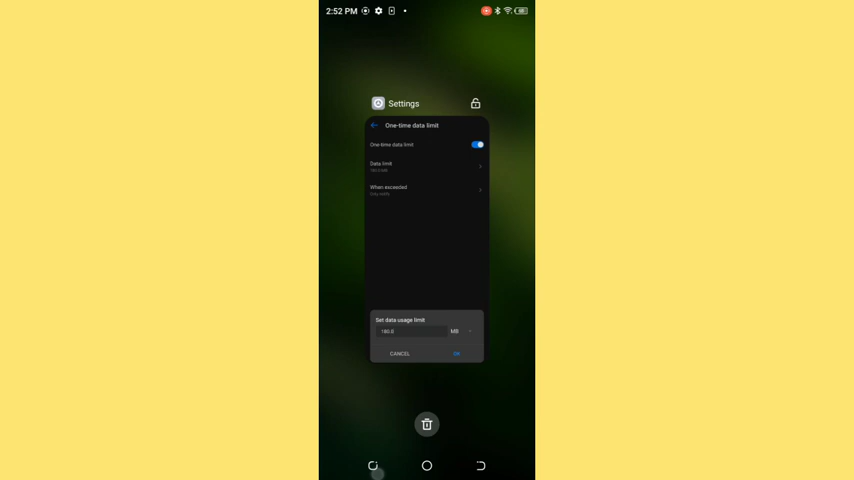 2:52 PM
Settings
One-time data limit
One-time data limit
Data limit
When exceeded
Set data usage limit
180.0 MB
CANCEL OK